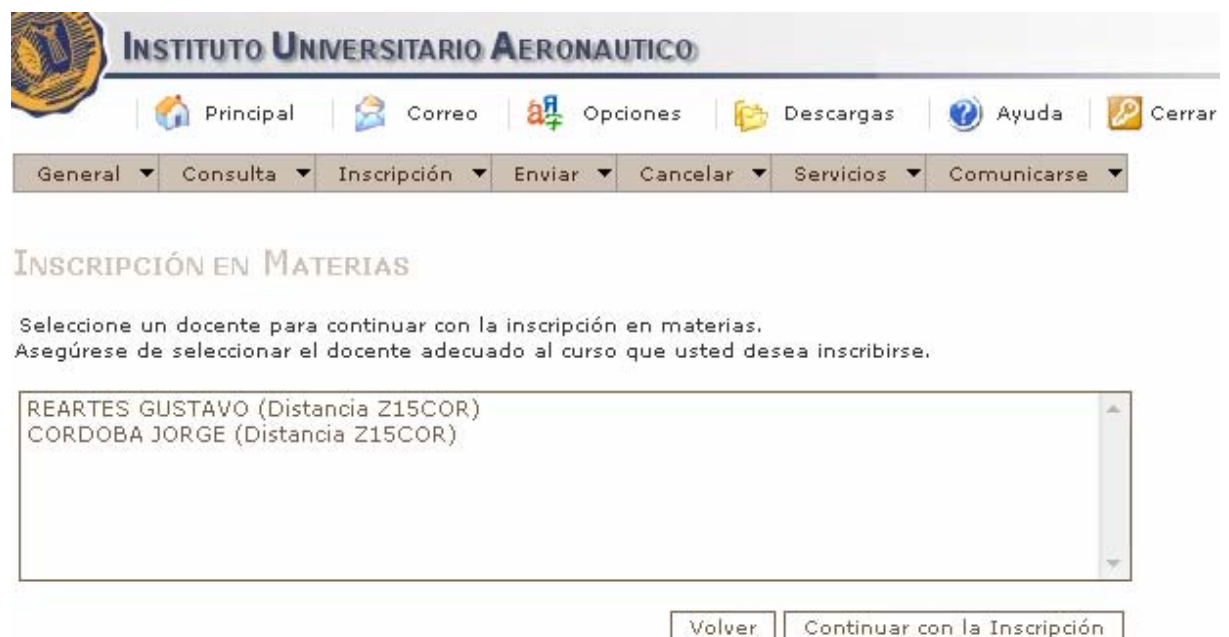 INSTITUTO UNIVERSITARIO AERONAUTICO
Principal Correo Opciones Descargas Ayuda Cerrar
General Consulta Inscripción Enviar Cancelar Servicios Comunicarse
INSCRIPCIÓN EN MATERIAS
Seleccione un docente para continuar con la inscripción en materias.
Asegúrese de seleccionar el docente adecuado al curso que usted desea inscribirse.
REARTES GUSTAVO (Distancia Z15COR)
CORDOBA JORGE (Distancia Z15COR)
Volver Continuar con la Inscripción